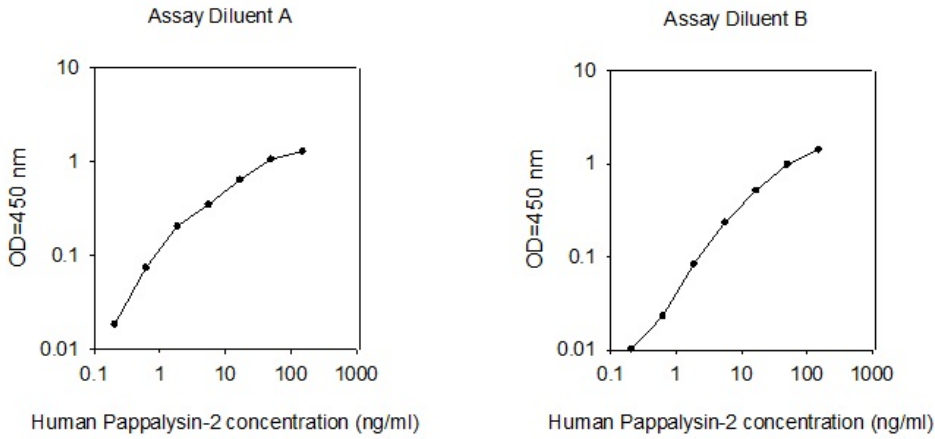 Assay Diluent A
10
1
0.1
0.01
OD=450 nm
0.1 1 10 100 1000
Human Pappalysin-2 concentration (ng/ml)
Assay Diluent B
10
1
0.1
0.01
OD=450 nm
0.1 1 10 100 1000
Human Pappalysin-2 concentration (ng/ml)